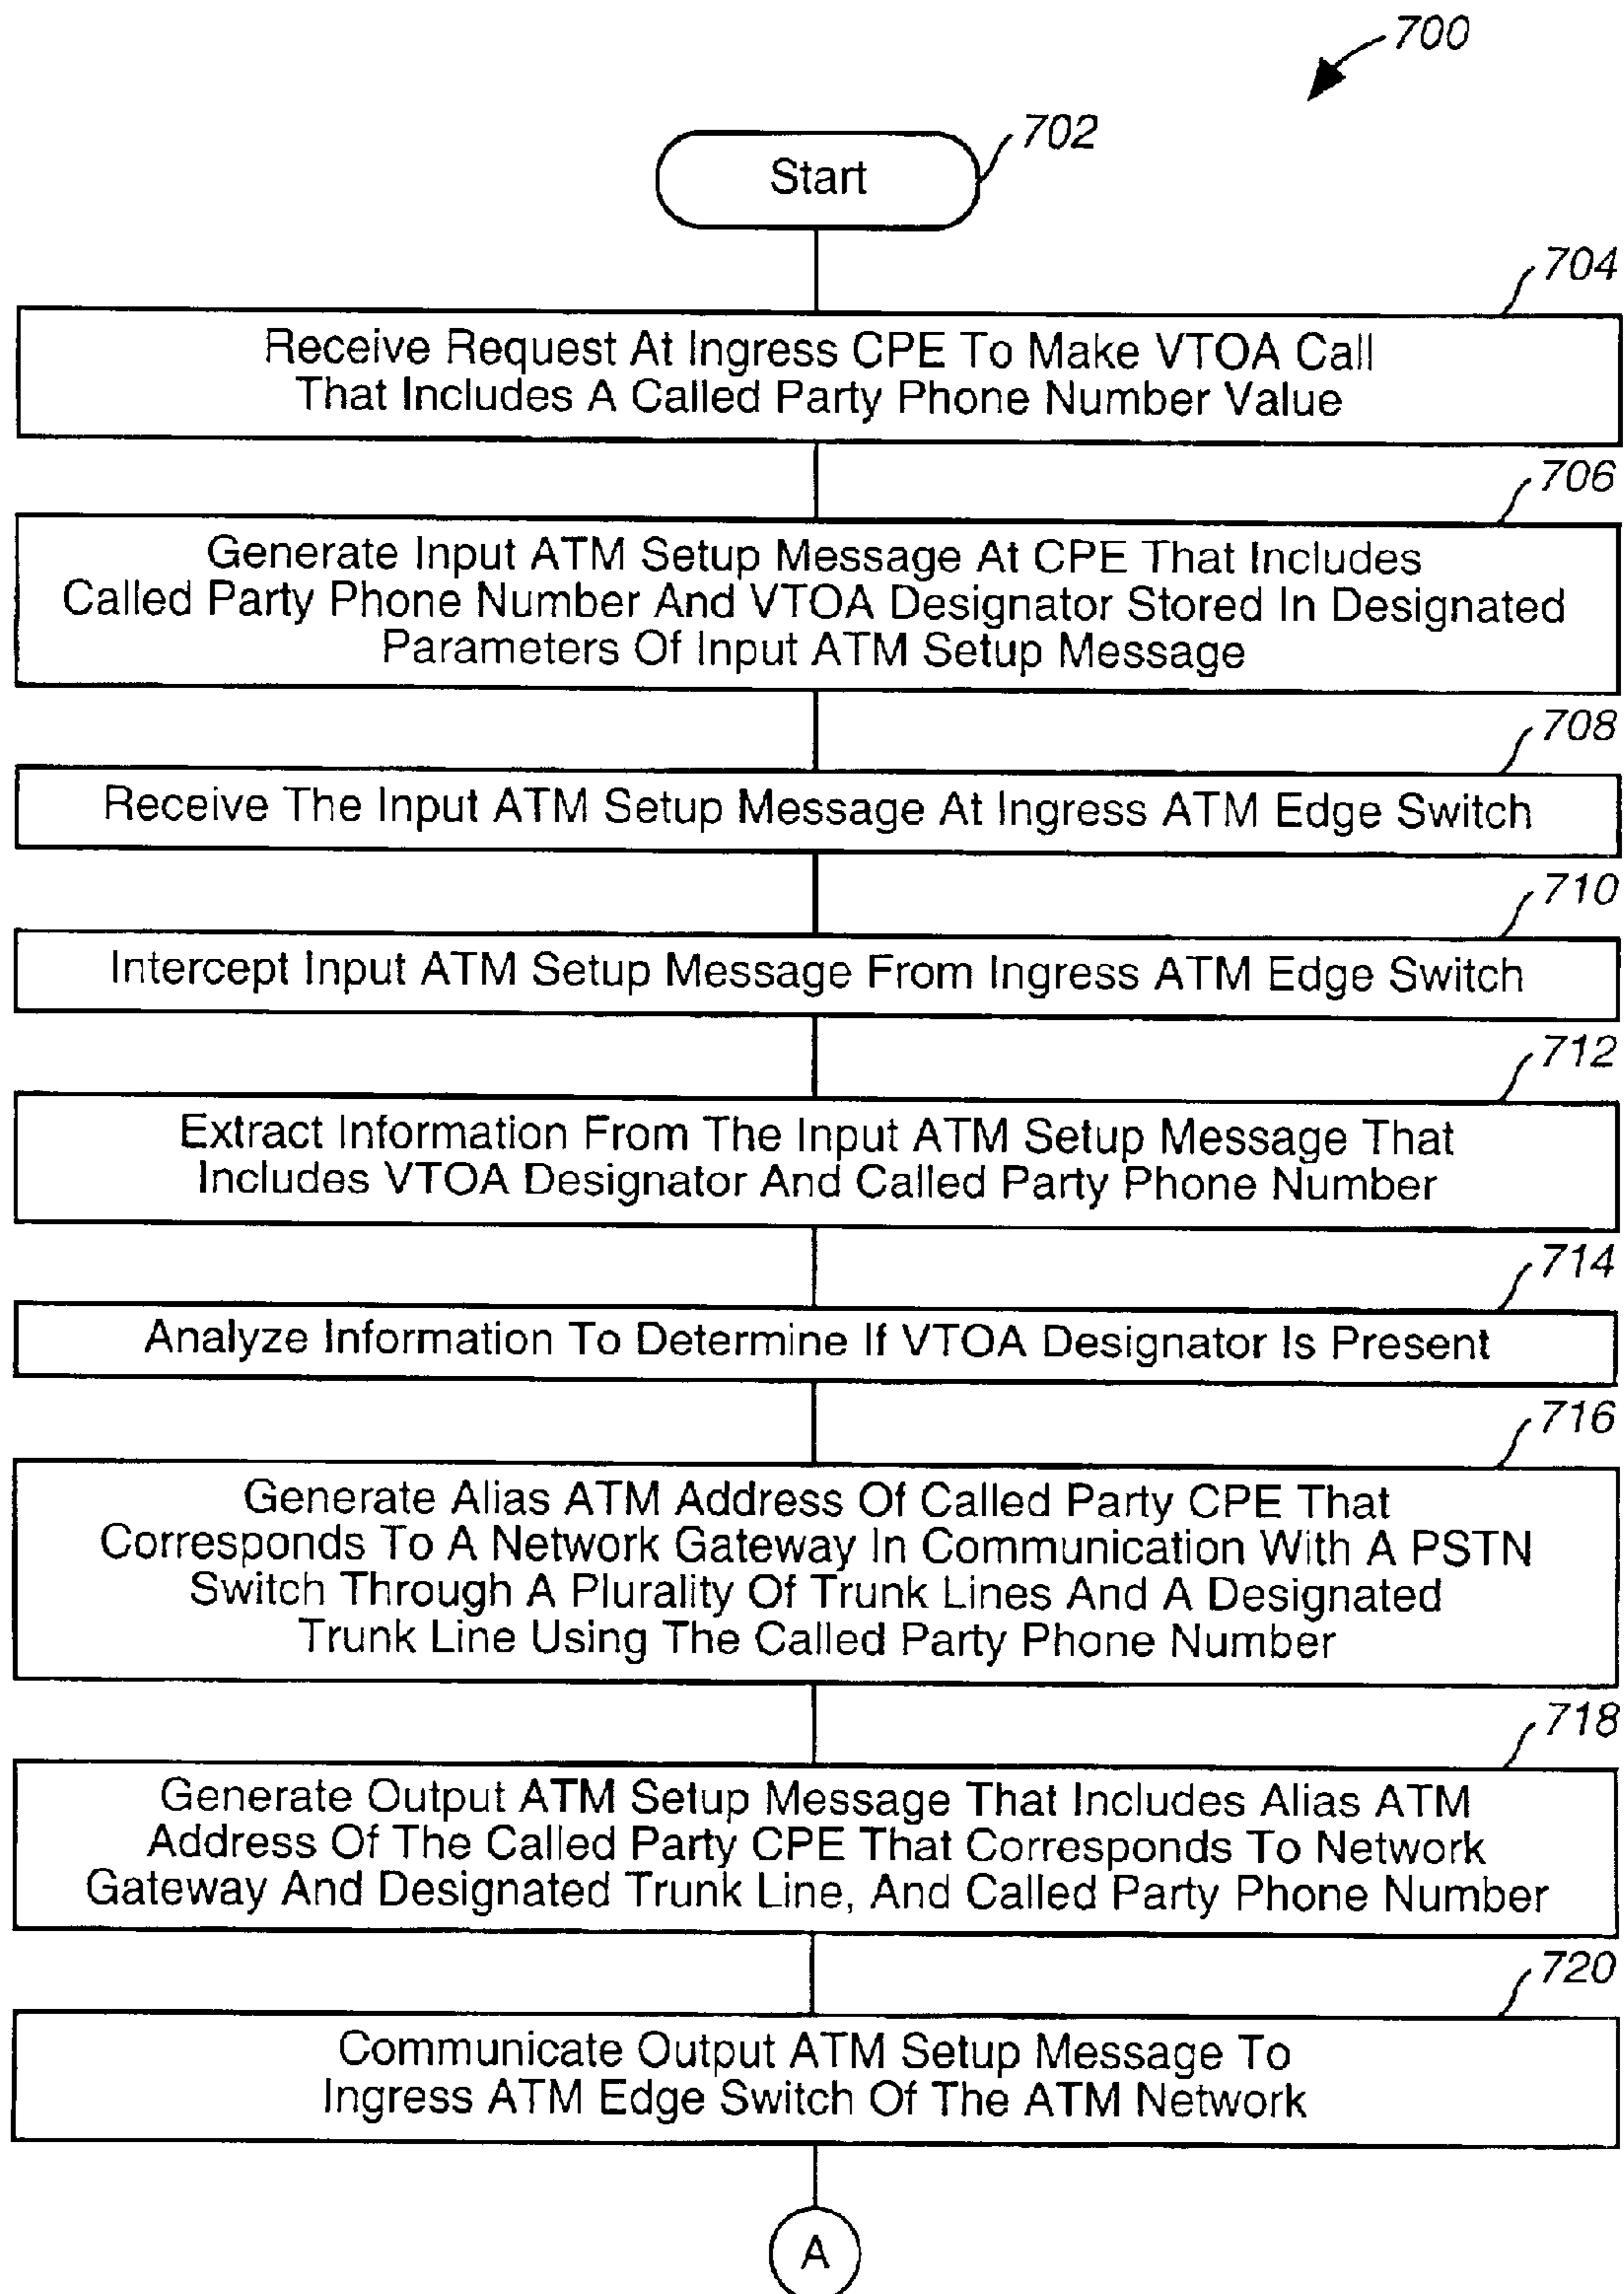 700
702
Start
704
Receive Request At Ingress CPE To Make VTOA Call
That Includes A Called Party Phone Number Value
706
Generate Input ATM Setup Message At CPE That Includes
Called Party Phone Number And VTOA Designator Stored In Designated
Parameters Of Input ATM Setup Message
708
Receive The Input ATM Setup Message At Ingress ATM Edge Switch
710
Intercept Input ATM Setup Message From Ingress ATM Edge Switch
712
Extract Information From The Input ATM Setup Message That
Includes VTOA Designator And Called Party Phone Number
714
Analyze Information To Determine If VTOA Designator Is Present
716
Generate Alias ATM Address Of Called Party CPE That
Corresponds To A Network Gateway In Communication With A PSTN
Switch Through A Plurality Of Trunk Lines And A Designated
Trunk Line Using The Called Party Phone Number
718
Generate Output ATM Setup Message That Includes Alias ATM
Address Of The Called Party CPE That Corresponds To Network
Gateway And Designated Trunk Line, And Called Party Phone Number
720
Communicate Output ATM Setup Message To
Ingress ATM Edge Switch Of The ATM Network
A